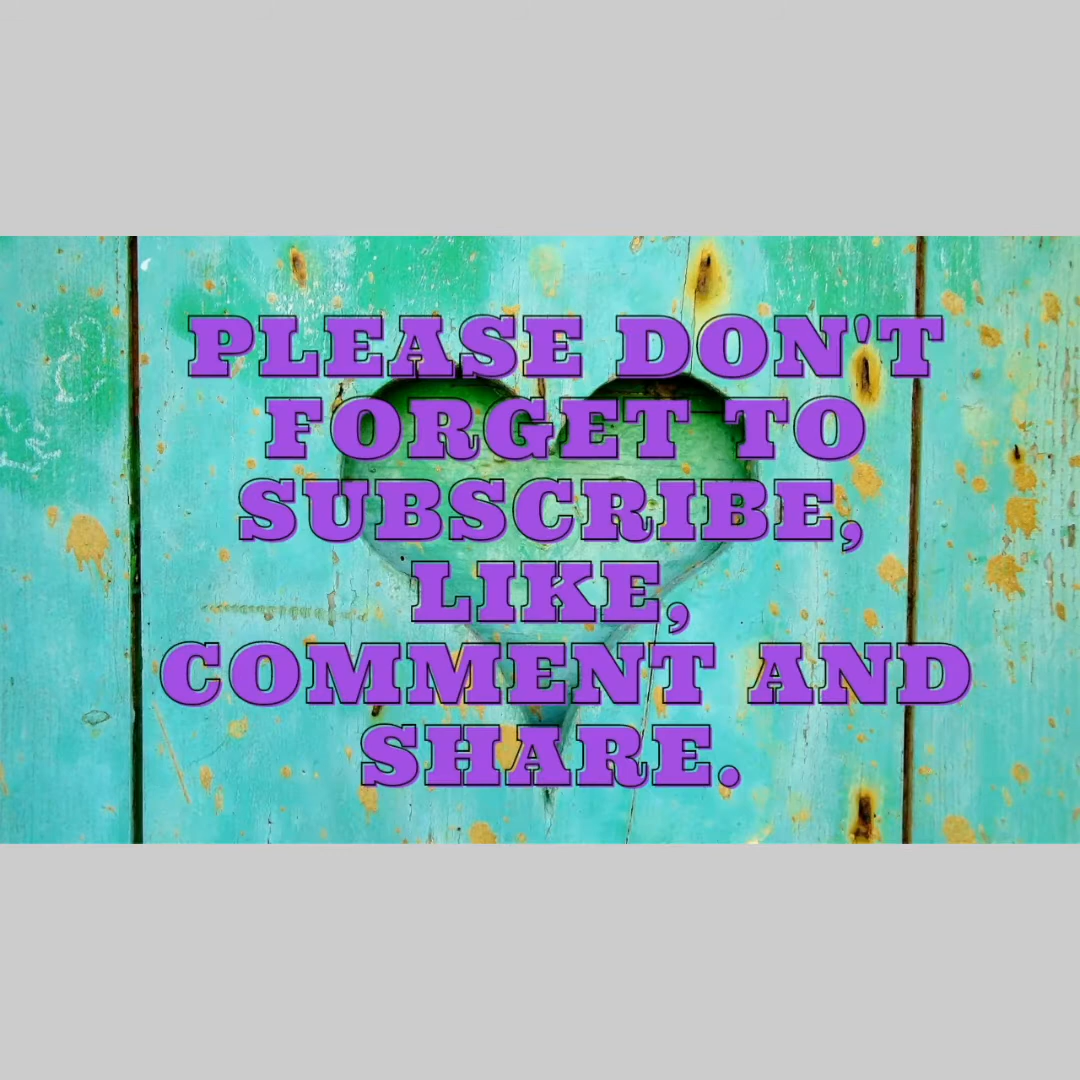 PLEASE DON'T
FORGET TO
SUBSCRIBE,
LIKE,
COMMENT AND
SHARE.